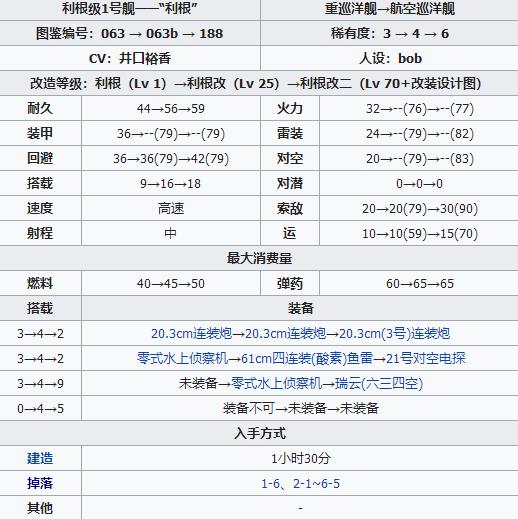 利根级1号舰——“利根” 重巡洋舰→航空巡洋舰
图鉴编号：063 → 063b → 188 稀有度：3 → 4 → 6
CV：井口裕香 人设：bob
改造等级：利根（Lv 1）→利根改（Lv 25）→利根改二（Lv 70+改装设计图）
耐久 44→56→59 火力 32→--(76)→--(77)
装甲 36→--(79)→--(79) 雷装 24→--(79)→--(82)
回避 36→36(79)→42(79) 对空 20→--(79)→--(83)
搭载 9→16→18 对潜 0→0→0
速度 高速 索敌 20→20(79)→30(90)
射程 中 运 10→10(59)→15(70)
最大消费量
燃料 40→45→50 弹药 60→65→65
搭载 装备
3→4→2 20.3cm连装炮→20.3cm连装炮→20.3cm(3号)连装炮
3→4→2 零式水上侦察机→61cm四连装(酸素)鱼雷→21号对空电探
3→4→9 未装备→零式水上侦察机→瑞云(六三四空)
0→4→5 装备不可→未装备→未装备
入手方式
建造 1小时30分
掉落 1-6、2-1~6-5
其他 -